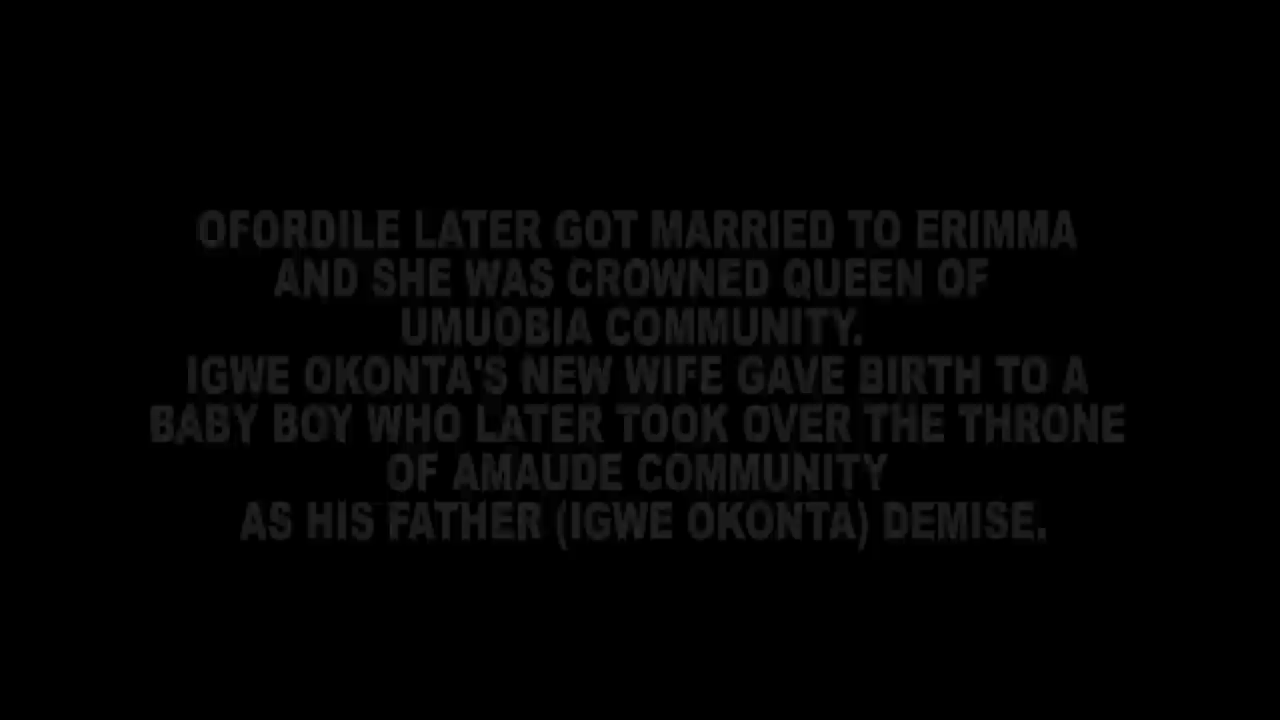 OFORDILE LATER GOT MARRIED TO ERIMMA
AND SHE WAS CROWNED QUEEN OF
UMUOBIA COMMUNITY.
IGWE OKONTA'S NEW WIFE GAVE BIRTH TO A
BABY BOY WHO LATER TOOK OVER THE THRONE
OF AMAUDE COMMUNITY
AS HIS FATHER (IGWE OKONTA) DEMISE.